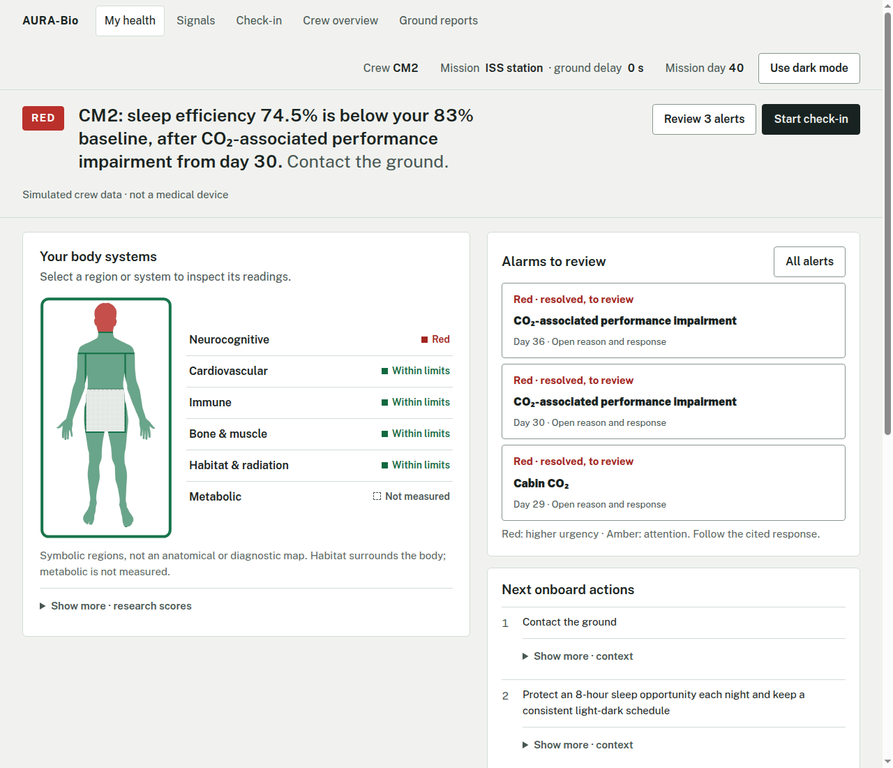 AURA-Bio My health Signals Check-in Crew overview Ground reports
Crew CM2 Mission ISS station · ground delay 0 s Mission day 40 Use dark mode
RED
CM2: sleep efficiency 74.5% is below your 83%
baseline, after CO₂-associated performance
impairment from day 30. Contact the ground.
Review 3 alerts Start check-in
Simulated crew data · not a medical device
Your body systems
Select a region or system to inspect its readings.
Neurocognitive Red
Cardiovascular Within limits
Immune Within limits
Bone & muscle Within limits
Habitat & radiation Within limits
Metabolic Not measured
Symbolic regions, not an anatomical or diagnostic map. Habitat surrounds the body;
metabolic is not measured.
Show more · research scores
Alarms to review All alerts
Red · resolved, to review
CO₂-associated performance impairment
Day 36 · Open reason and response
Red · resolved, to review
CO₂-associated performance impairment
Day 30 · Open reason and response
Red · resolved, to review
Cabin CO₂
Day 29 · Open reason and response
Red: higher urgency · Amber: attention. Follow the cited response.
Next onboard actions
1 Contact the ground
Show more · context
2 Protect an 8-hour sleep opportunity each night and keep a
consistent light-dark schedule
Show more · context